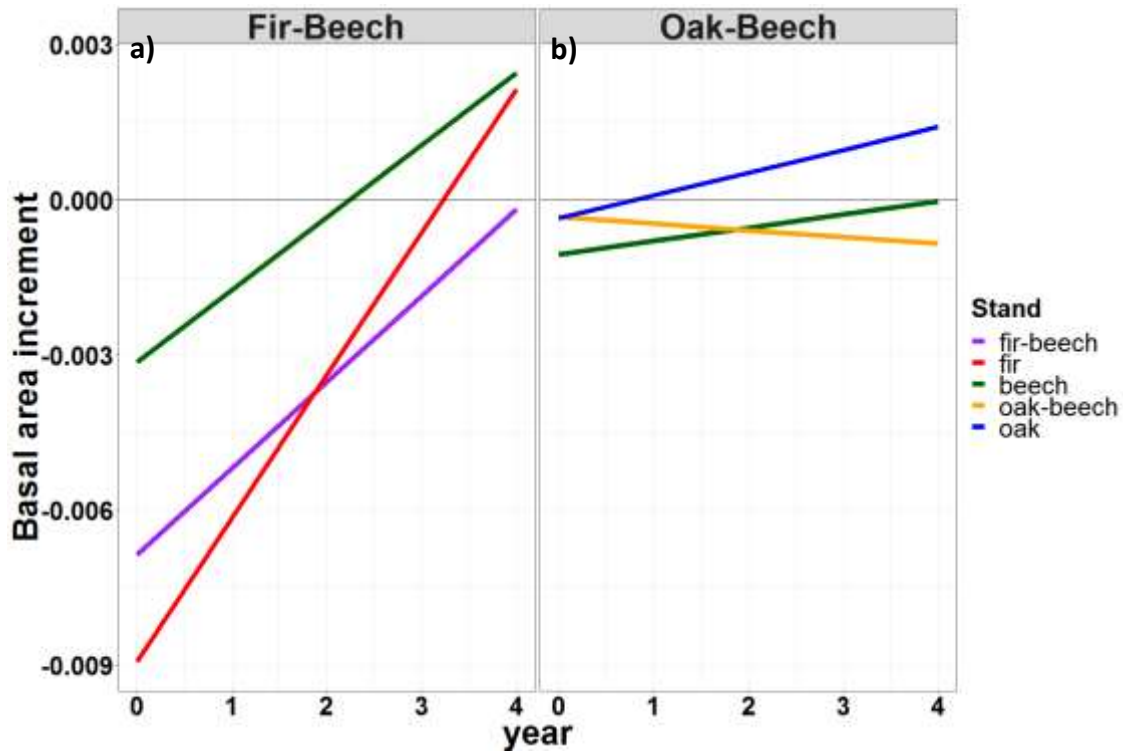 Fir-Beech
Oak-Beech
a)
b)
Basal area increment
0.003
0.000
-0.003
-0.006
-0.009
0 1 2 3 4
0 1 2 3 4
year
Stand
fir-beech
fir
beech
oak-beech
oak